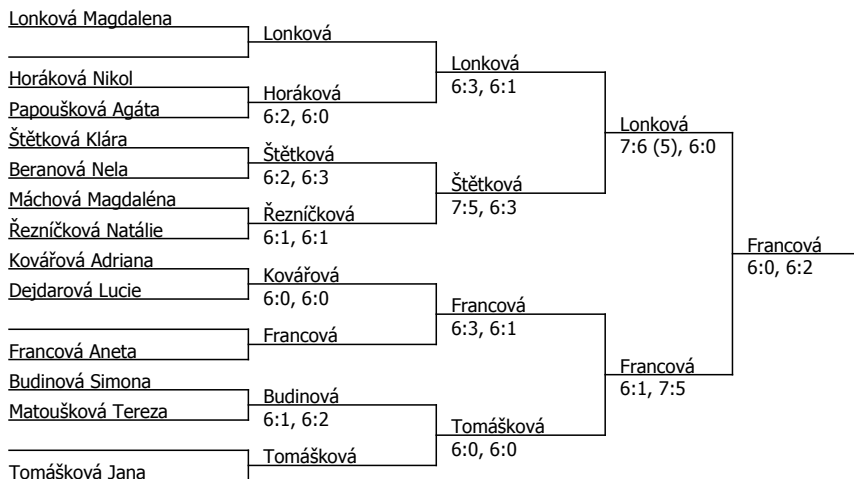 Lonková Magdalena
Horáková Nikol
Papoušková Agáta
Štětková Klára
Beranová Nela
Máchová Magdaléna
Řezníčková Natálie
Kovářová Adriana
Dejdarová Lucie
Francová Aneta
Budinová Simona
Matoušková Tereza
Tomášková Jana
Lonková
Horáková
6:2, 6:0
Štětková
6:2, 6:3
Řezníčková
6:1, 6:1
Kovářová
6:0, 6:0
Francová
Budinová
6:1, 6:2
Tomášková
Lonková
6:3, 6:1
Štětková
7:5, 6:3
Francová
6:3, 6:1
Tomášková
6:0, 6:0
Lonková
7:6 (5), 6:0
Francová
6:1, 7:5
Francová
6:0, 6:2